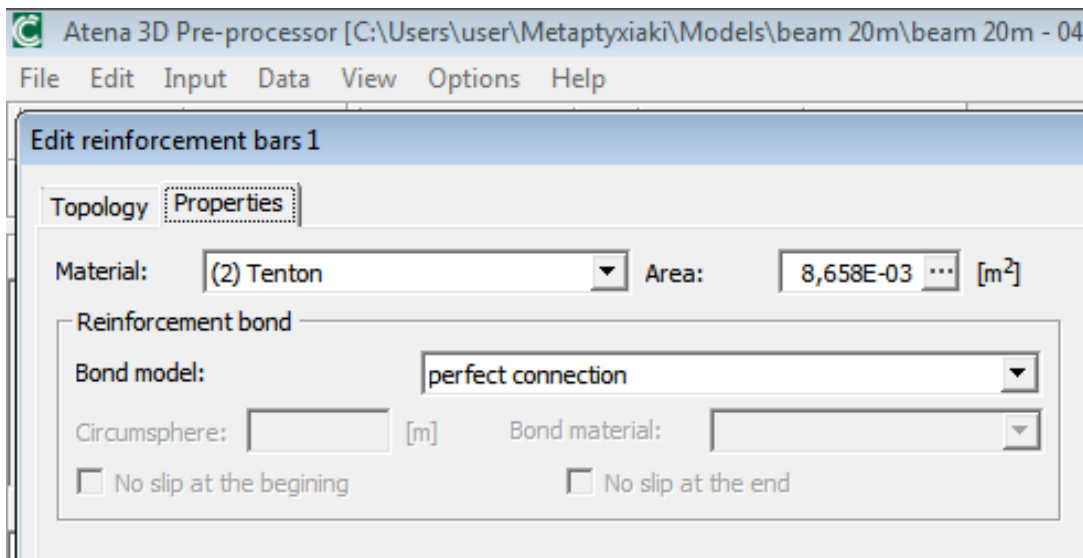 Atena 3D Pre-processor [C:\Users\user\Metaptyxiaki\Models\beam 20m\beam 20m - 04
File Edit Input Data View Options Help
Edit reinforcement bars 1
Topology Properties
Material: (2) Tenton Area: 8,658E-03 ... [m²]
Reinforcement bond
Bond model: perfect connection
Circumsphere: [m] Bond material:
No slip at the begining No slip at the end